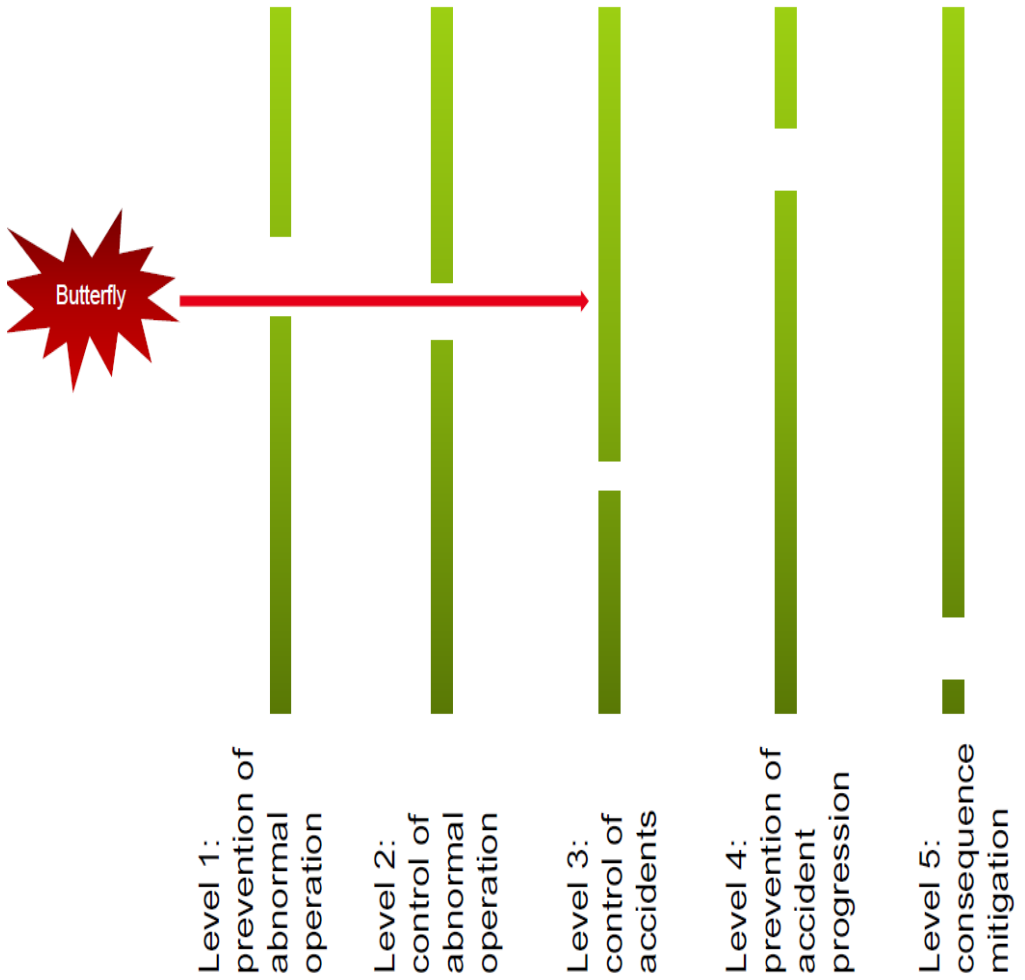 Butterfly
Level 1:
prevention of
abnormal
operation
Level 2:
control of
abnormal
operation
Level 3:
control of
accidents
Level 4:
prevention of
accident
progression
Level 5:
consequence
mitigation